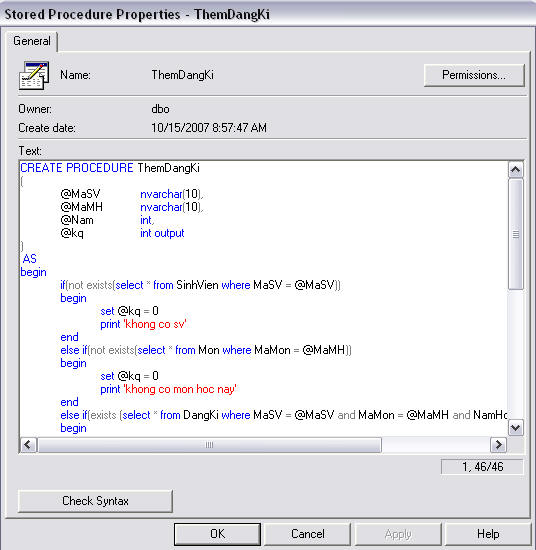 Stored Procedure Properties - ThemDangKi
General
Name: ThemDangKi
Permissions...
Owner: dbo
Create date: 10/15/2007 8:57:47 AM
Text:
CREATE PROCEDURE ThemDangKi
(
@MaSV nvarchar(10),
@MaMH nvarchar(10),
@Nam int,
@kq int output
)
AS
begin
if(not exists(select * from SinhVien where MaSV = @MaSV))
begin
set @kq = 0
print 'khong co sv'
end
else if(not exists(select * from Mon where MaMon = @MaMH))
begin
set @kq = 0
print 'khong co mon hoc nay'
end
else if(exists (select * from DangKi where MaSV = @MaSV and MaMon = @MaMH and NamHo
begin
1, 46/46
Check Syntax
OK Cancel Apply Help